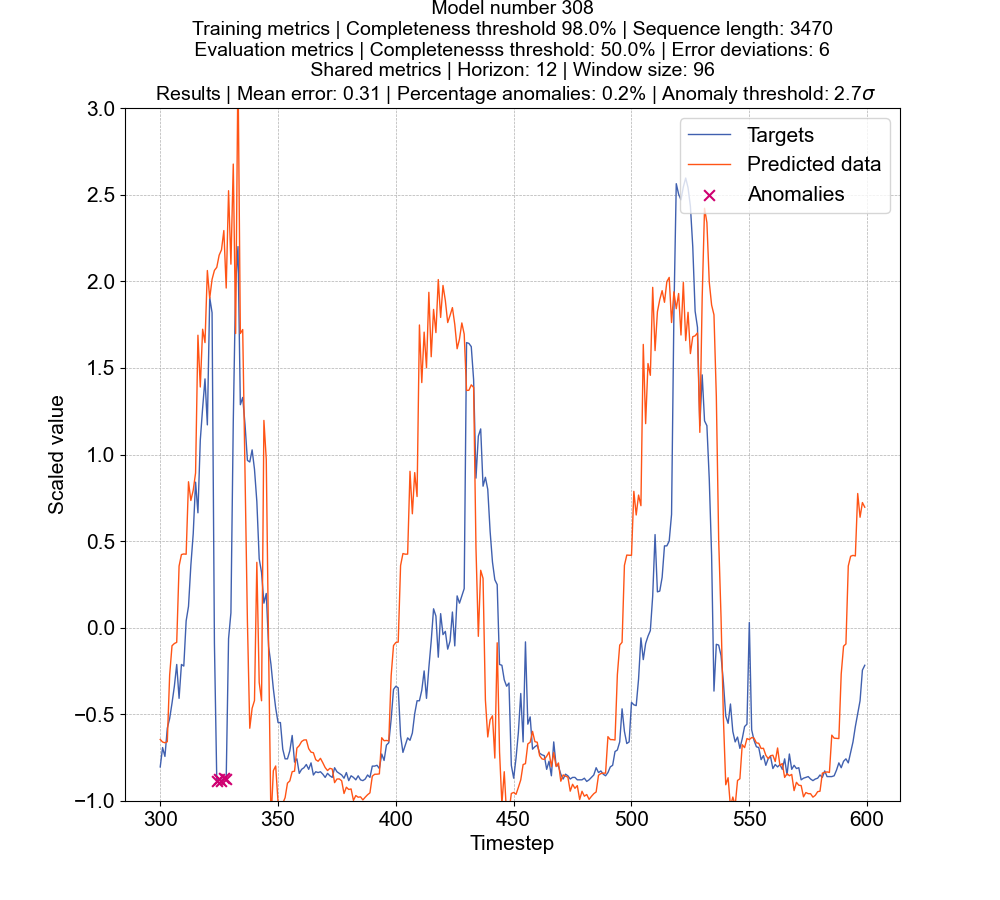 Model number 308
Training metrics | Completeness threshold 98.0% | Sequence length: 3470
Evaluation metrics | Completenesss threshold: 50.0% | Error deviations: 6
Shared metrics | Horizon: 12 | Window size: 96
Results | Mean error: 0.31 | Percentage anomalies: 0.2% | Anomaly threshold: 2.7σ
3.0
2.5
2.0
1.5
1.0
0.5
0.0
−0.5
−1.0
Scaled value
Targets
Predicted data
Anomalies
300 350 400 450 500 550 600
Timestep